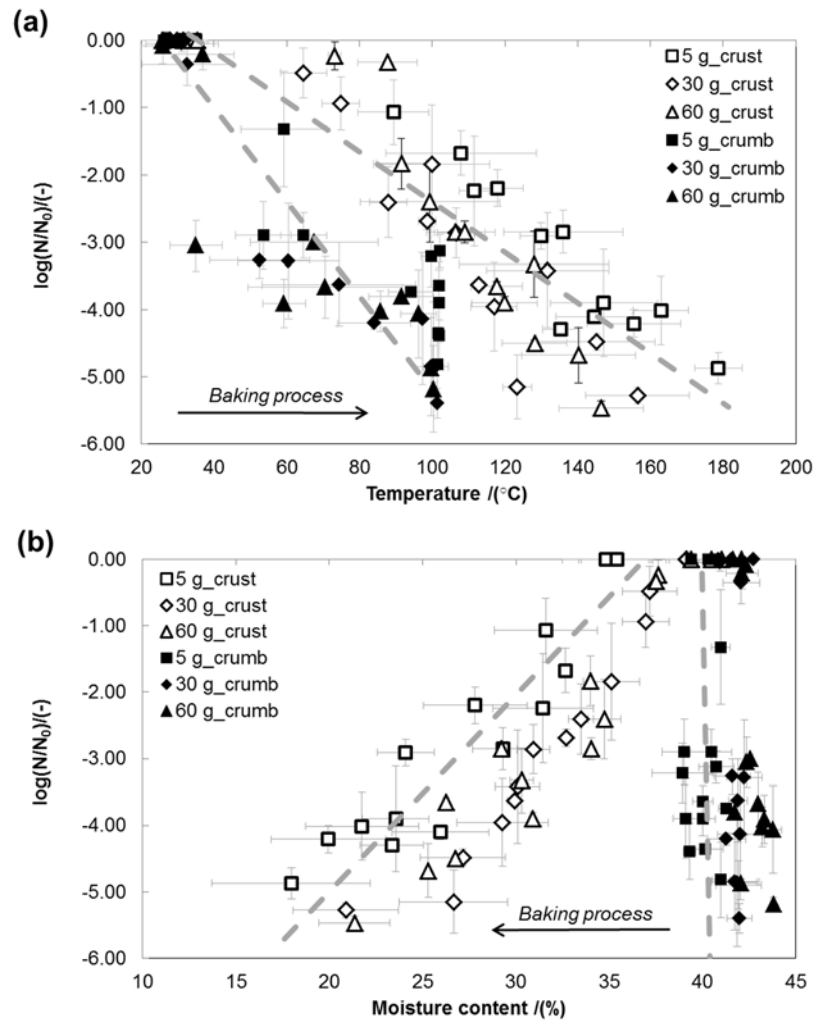 (a)
0.00
-1.00
-2.00
-3.00
-4.00
-5.00
-6.00
log(N/N₀)/(-)
5 g_crust
30 g_crust
60 g_crust
5 g_crumb
30 g_crumb
60 g_crumb
Baking process
20 40 60 80 100 120 140 160 180 200
Temperature /(°C)
(b)
0.00
-1.00
-2.00
-3.00
-4.00
-5.00
-6.00
log(N/N₀)/(-)
5 g_crust
30 g_crust
60 g_crust
5 g_crumb
30 g_crumb
60 g_crumb
Baking process
10 15 20 25 30 35 40 45
Moisture content /(%)